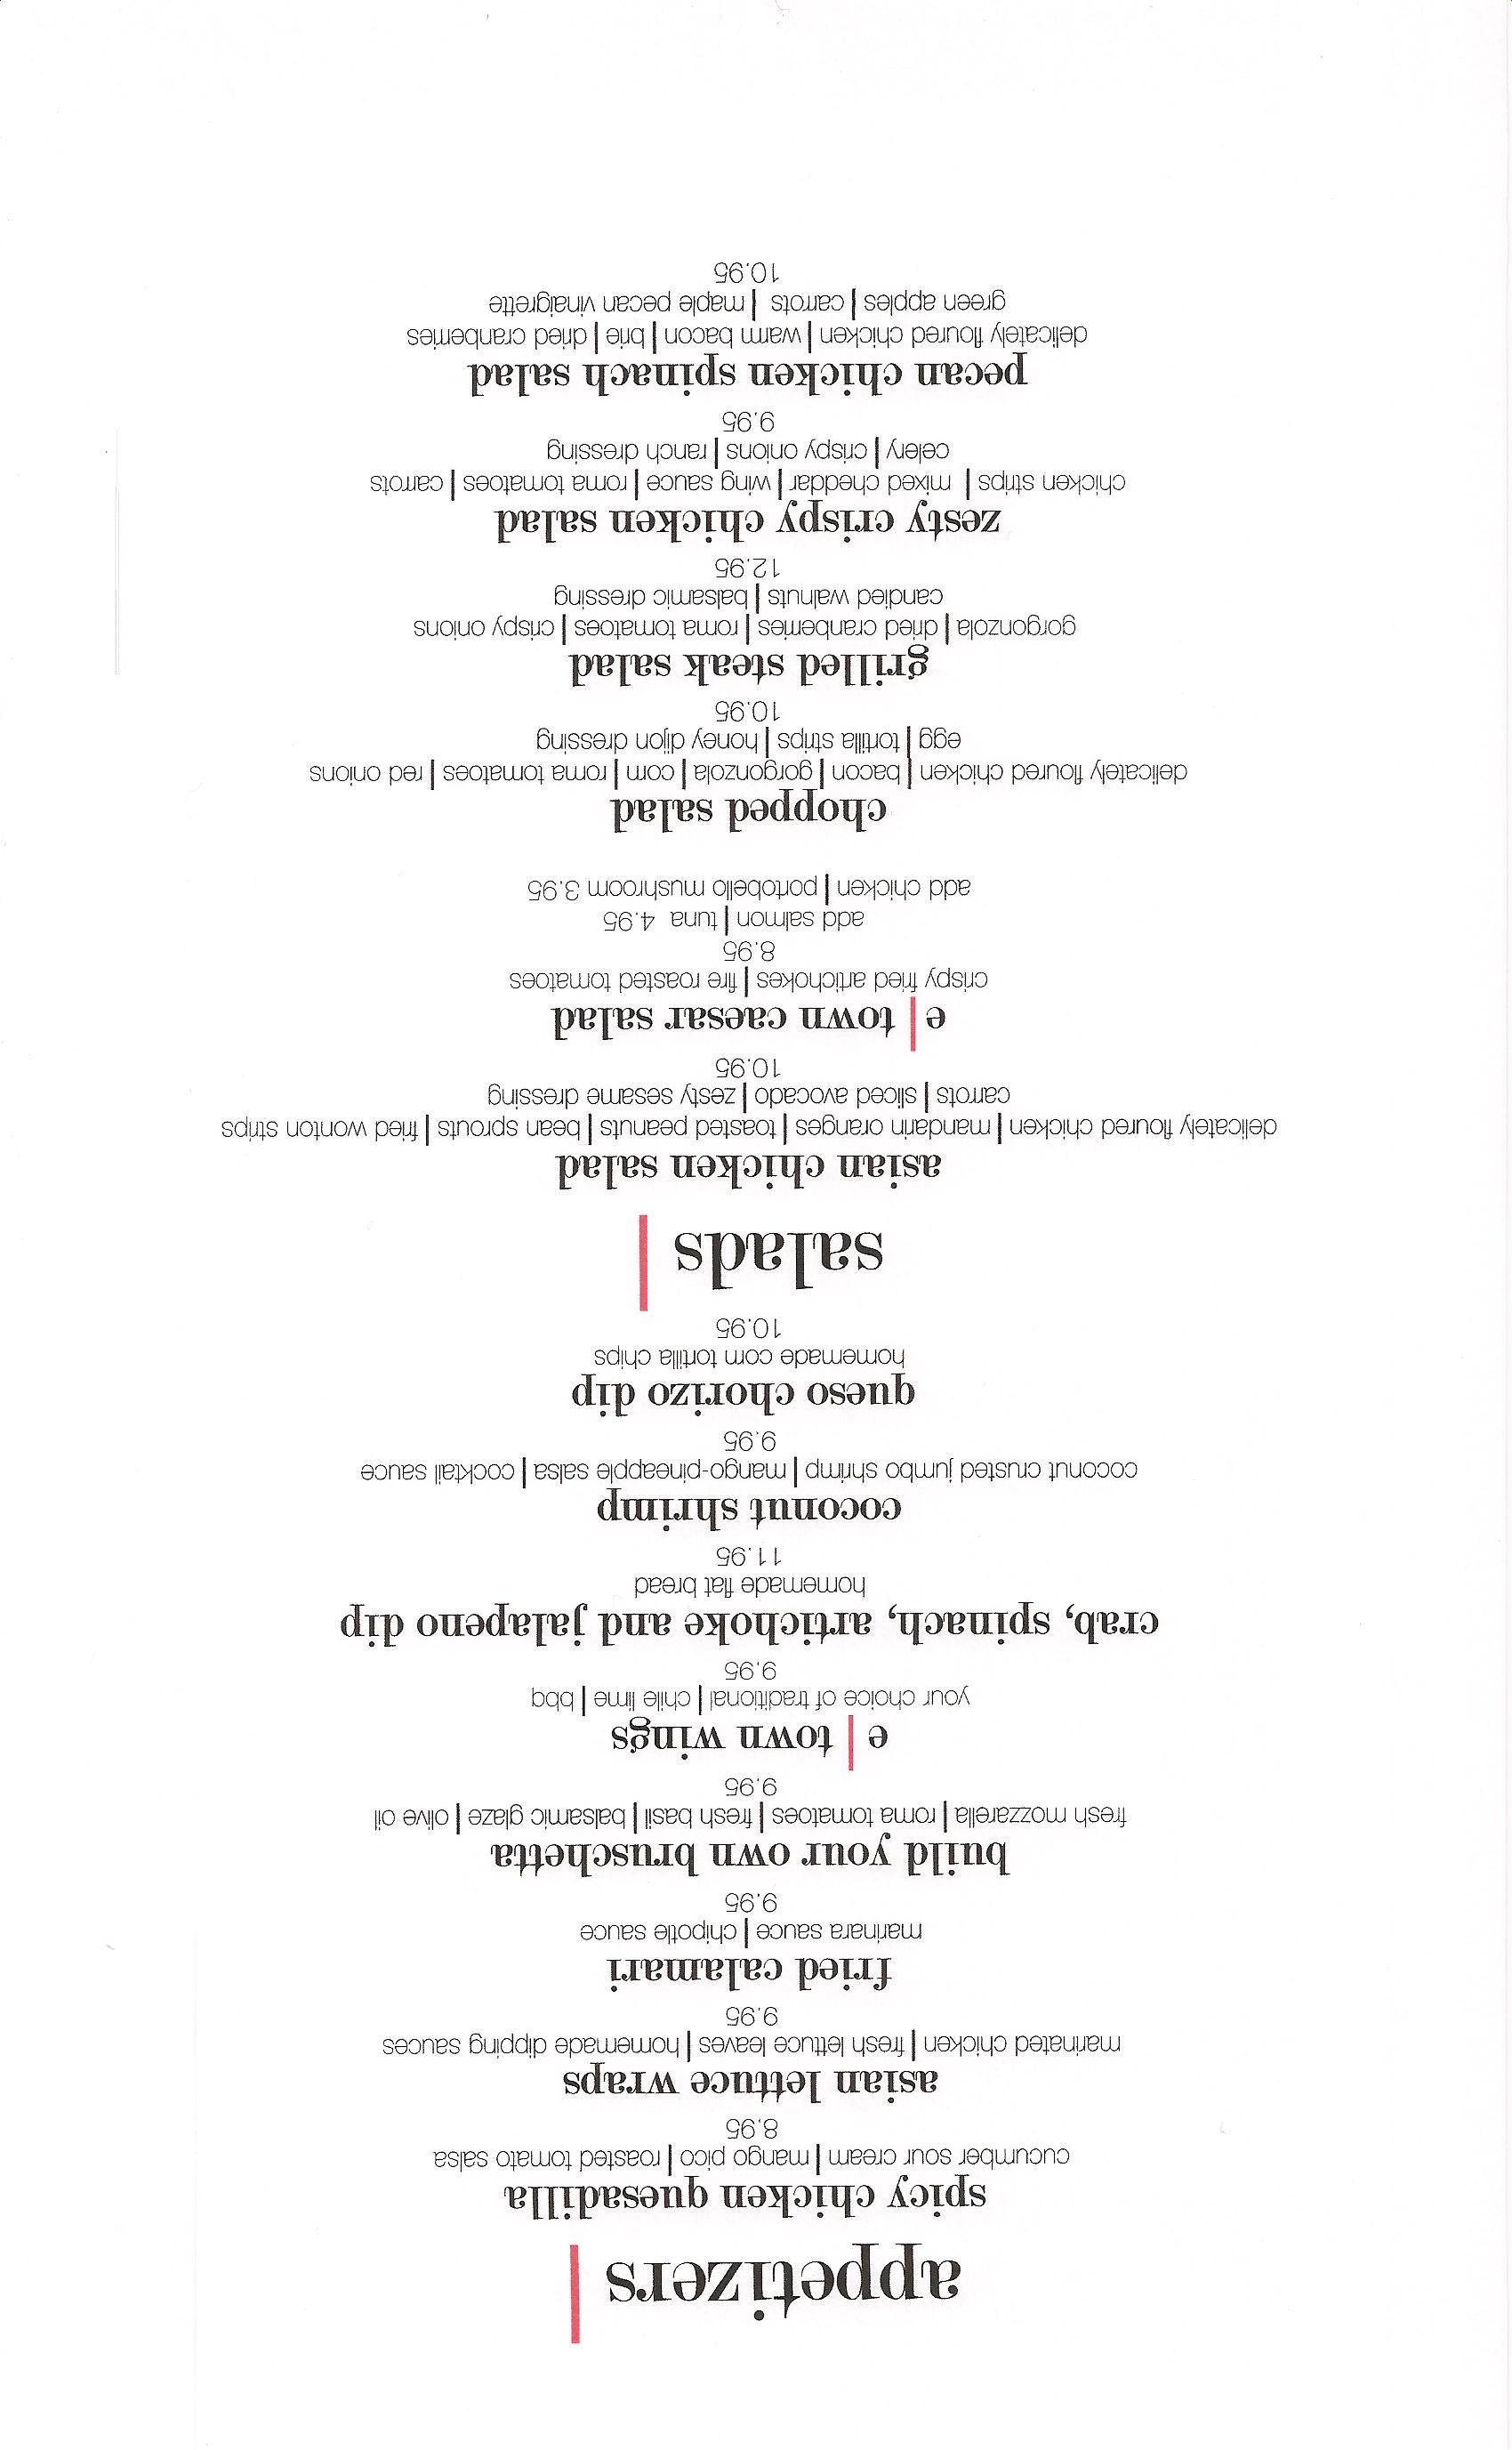 appetizers |
spicy chicken quesadilla
cucumber sour cream | mango pico | roasted tomato salsa
8.95
asian lettuce wraps
marinated chicken | fresh lettuce leaves | homemade dipping sauces
9.95
fried calamari
marinara sauce | chipotle sauce
9.95
build your own bruschetta
fresh mozzarella | roma tomatoes | fresh basil | balsamic glaze | olive oil
9.95
e | town wings
your choice of traditional | chile lime | bbq
9.95
crab, spinach, artichoke and jalapeno dip
homemade flat bread
11.95
coconut shrimp
coconut crusted jumbo shrimp | mango-pineapple salsa | cocktail sauce
9.95
queso chorizo dip
homemade corn tortilla chips
10.95
salads |
asian chicken salad
delicately floured chicken | mandarin oranges | toasted peanuts | bean sprouts | fried wonton strips
carrots | sliced avocado | zesty sesame dressing
10.95
e | town caesar salad
crispy fried artichokes | fire roasted tomatoes
8.95
add salmon | tuna 4.95
add chicken | portobello mushroom 3.95
chopped salad
delicately floured chicken | bacon | gorgonzola | corn | roma tomatoes | red onions
egg | tortilla strips | honey dijon dressing
10.95
grilled steak salad
gorgonzola | dried cranberries | roma tomatoes | crispy onions
candied walnuts | balsamic dressing
12.95
zesty crispy chicken salad
chicken strips | mixed cheddar | wing sauce | roma tomatoes | carrots
celery | crispy onions | ranch dressing
9.95
pecan chicken spinach salad
delicately floured chicken | warm bacon | brie | dried cranberries
green apples | carrots | maple pecan vinaigrette
10.95